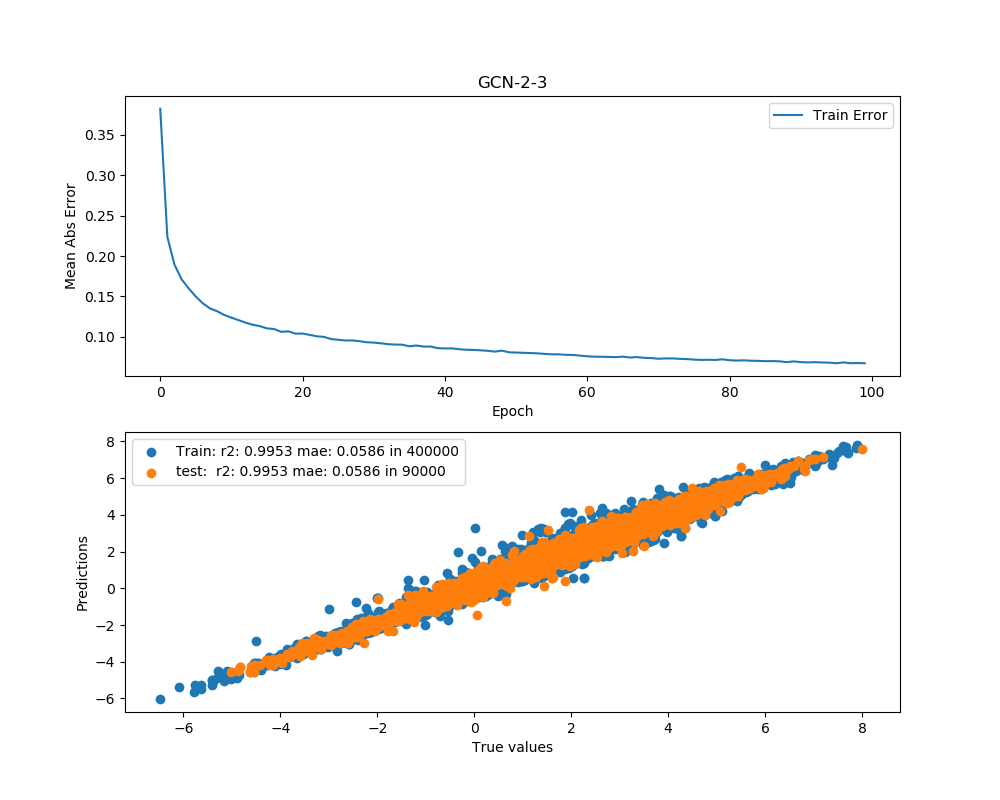 GCN-2-3
Train Error
0.35
0.30
0.25
0.20
0.15
0.10
Mean Abs Error
0 20 40 60 80 100
Epoch
Train: r2: 0.9953 mae: 0.0586 in 400000
test:  r2: 0.9953 mae: 0.0586 in 90000
8
6
4
2
0
−2
−4
−6
Predictions
−6 −4 −2 0 2 4 6 8
True values